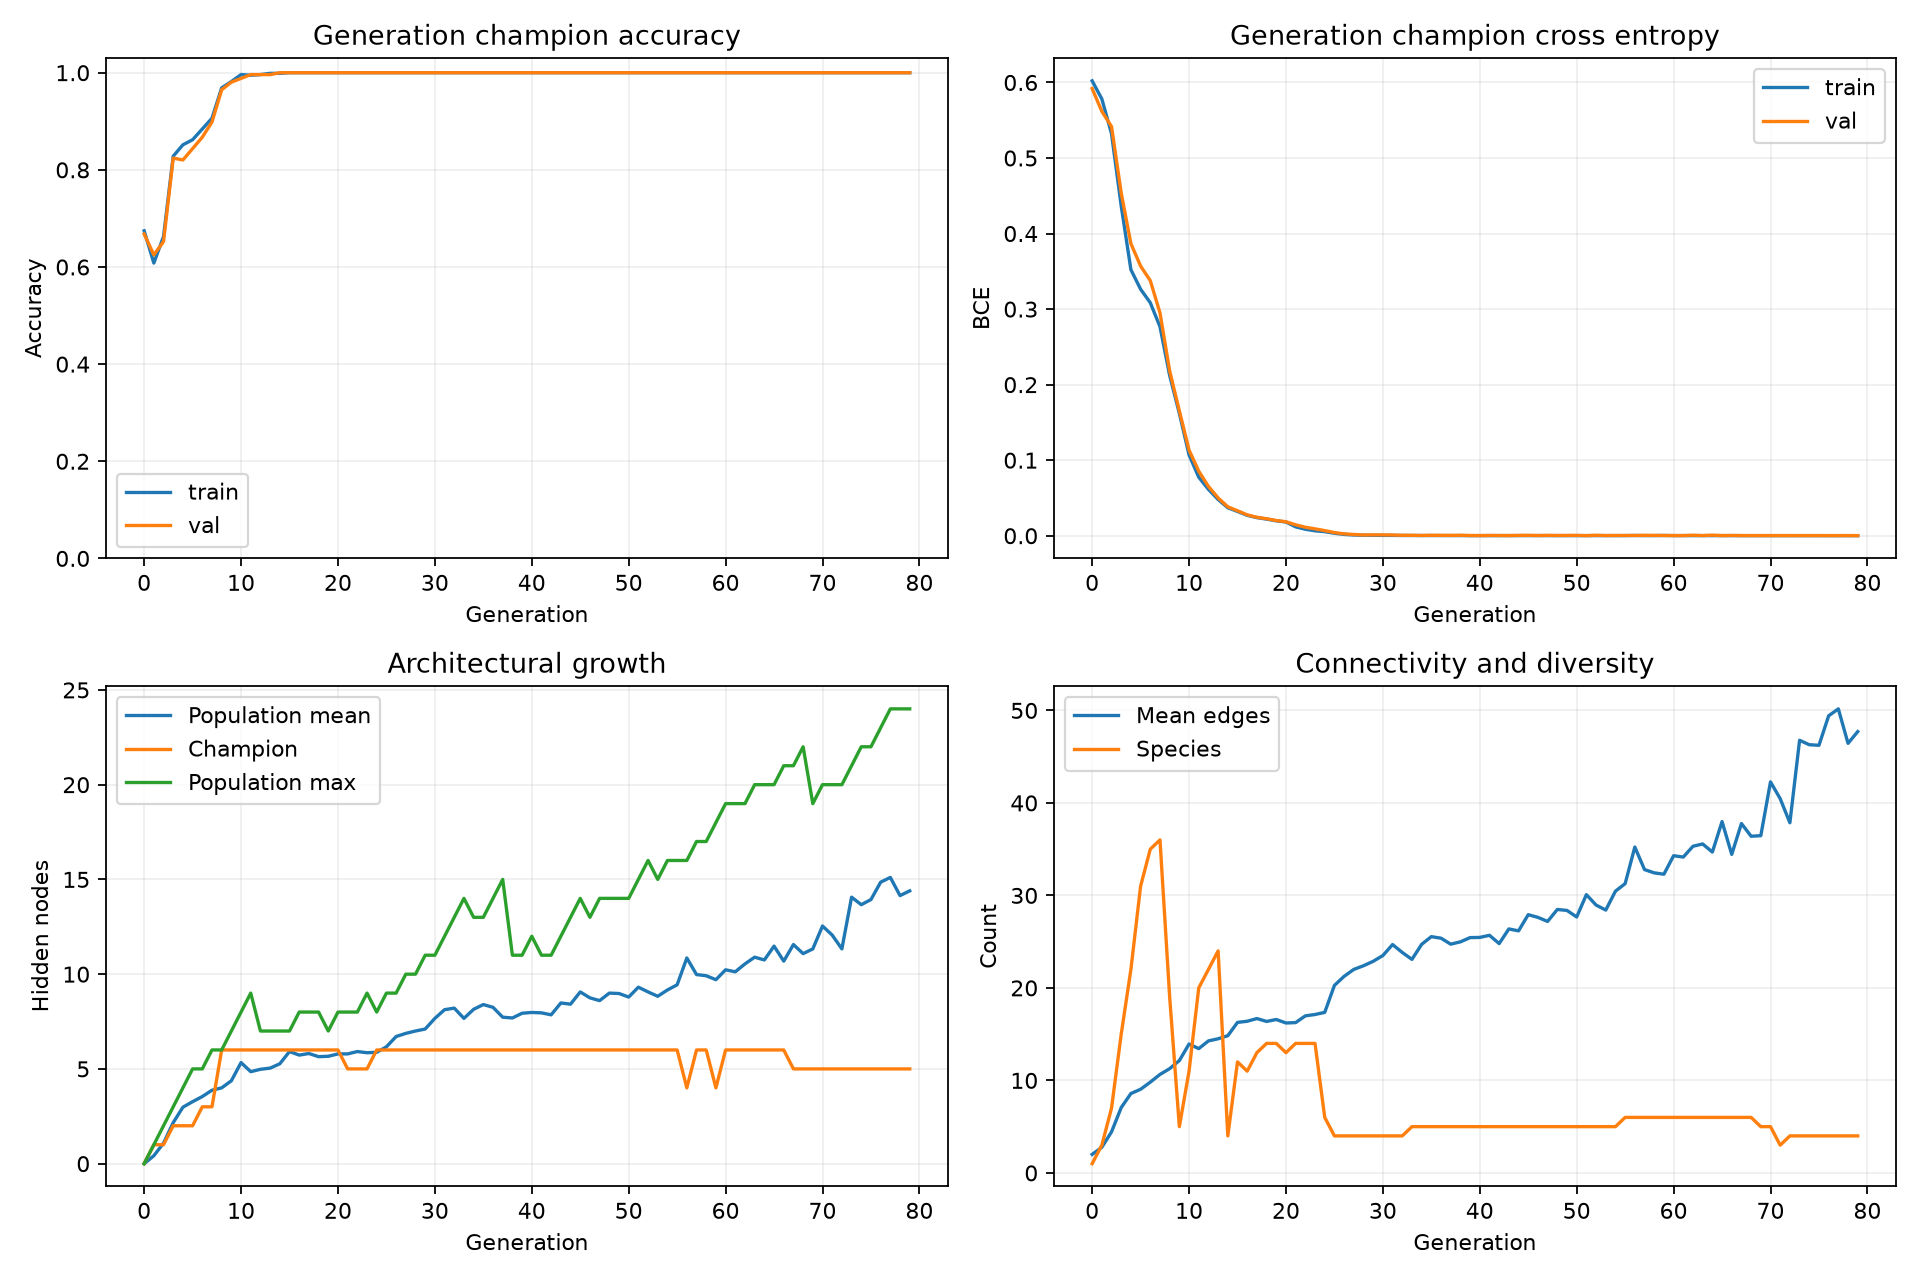 Generation champion accuracy
Accuracy
1.0
0.8
0.6
0.4
0.2
0.0
train
val
0 10 20 30 40 50 60 70 80
Generation
Generation champion cross entropy
BCE
0.6
0.5
0.4
0.3
0.2
0.1
0.0
train
val
0 10 20 30 40 50 60 70 80
Generation
Architectural growth
Hidden nodes
25
20
15
10
5
0
Population mean
Champion
Population max
0 10 20 30 40 50 60 70 80
Generation
Connectivity and diversity
Count
50
40
30
20
10
0
Mean edges
Species
0 10 20 30 40 50 60 70 80
Generation